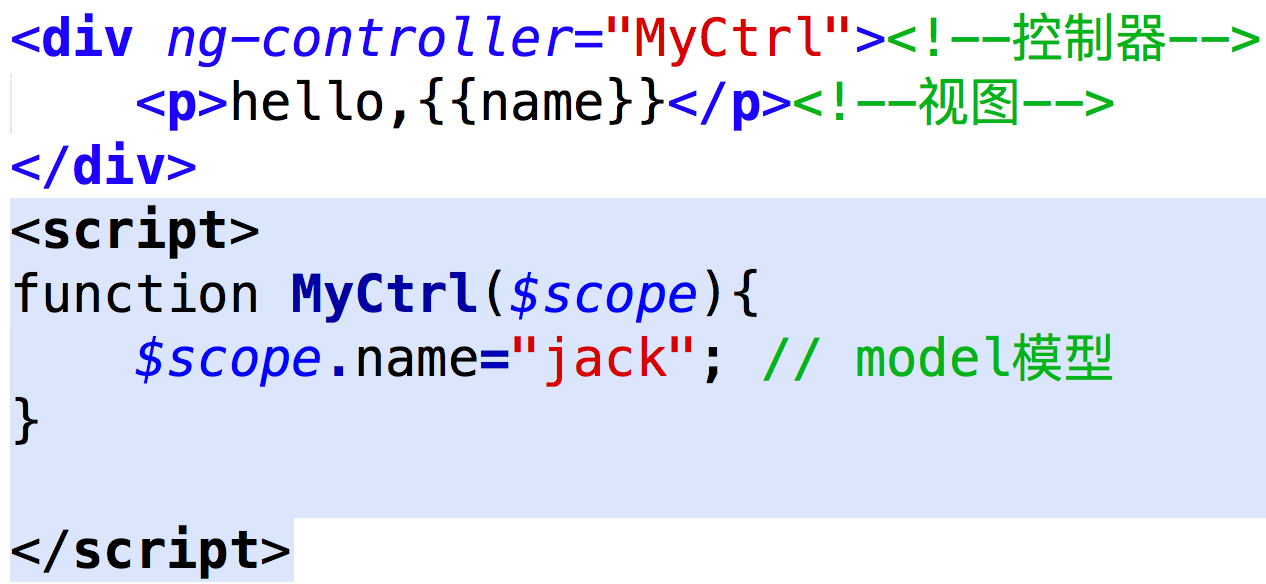 <div ng-controller="MyCtrl"><!--控制器-->
<p>hello,{{name}}</p><!--视图-->
</div>
<script>
function MyCtrl($scope){
$scope.name="jack"; // model模型
}
</script>